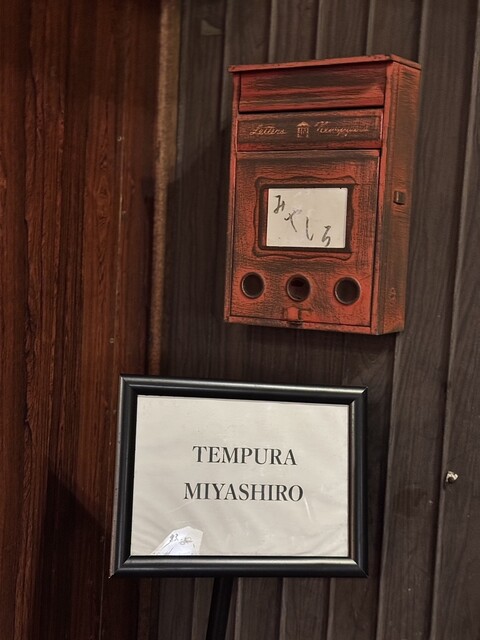 Letters
みやしろ
TEMPURA
MIYASHIRO